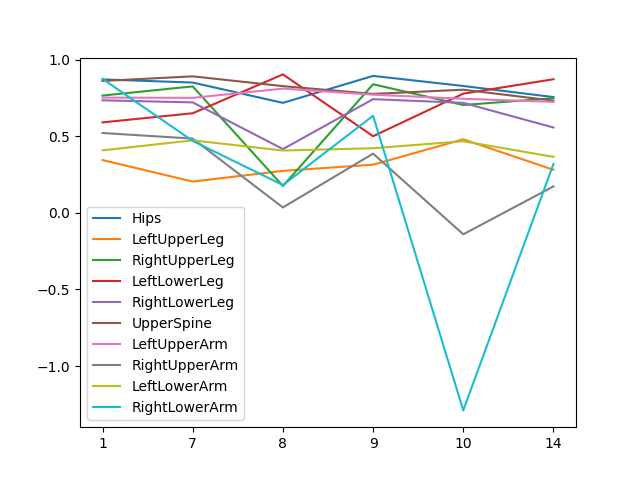 1.0
0.5
0.0
−0.5
−1.0
Hips
LeftUpperLeg
RightUpperLeg
LeftLowerLeg
RightLowerLeg
UpperSpine
LeftUpperArm
RightUpperArm
LeftLowerArm
RightLowerArm
1 7 8 9 10 14